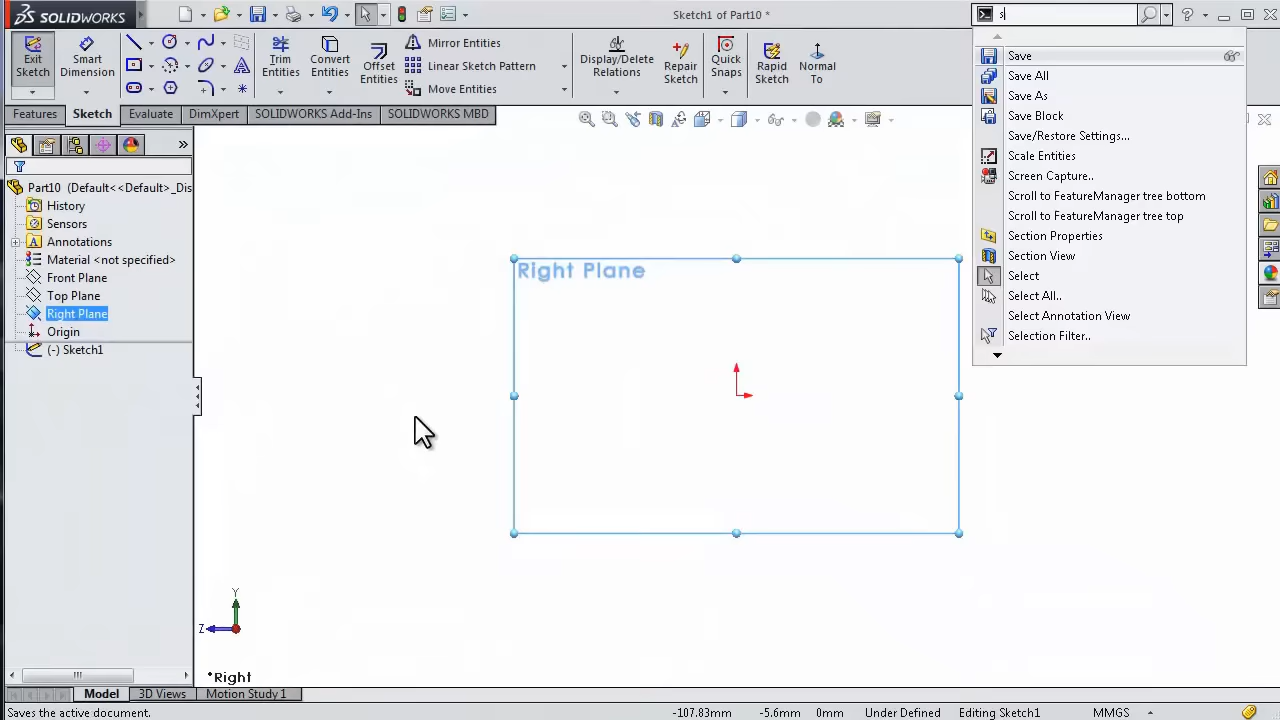 SOLIDWORKS
Sketch1 of Part10 *
s
Exit Sketch
Smart Dimension
Trim Entities
Convert Entities
Offset Entities
Mirror Entities
Linear Sketch Pattern
Move Entities
Display/Delete Relations
Repair Sketch
Quick Snaps
Rapid Sketch
Normal To
Features
Sketch
Evaluate
DimXpert
SOLIDWORKS Add-Ins
SOLIDWORKS MBD
Save
Save All
Save As
Save Block
Save/Restore Settings...
Scale Entities
Screen Capture..
Scroll to FeatureManager tree bottom
Scroll to FeatureManager tree top
Section Properties
Section View
Select
Select All..
Select Annotation View
Selection Filter..
Part10 (Default<<Default>_Dis
History
Sensors
Annotations
Material <not specified>
Front Plane
Top Plane
Right Plane
Origin
(-) Sketch1
Right Plane
Y
Z
*Right
Model
3D Views
Motion Study 1
Saves the active document.
-107.83mm
-5.6mm
0mm
Under Defined
Editing Sketch1
MMGS